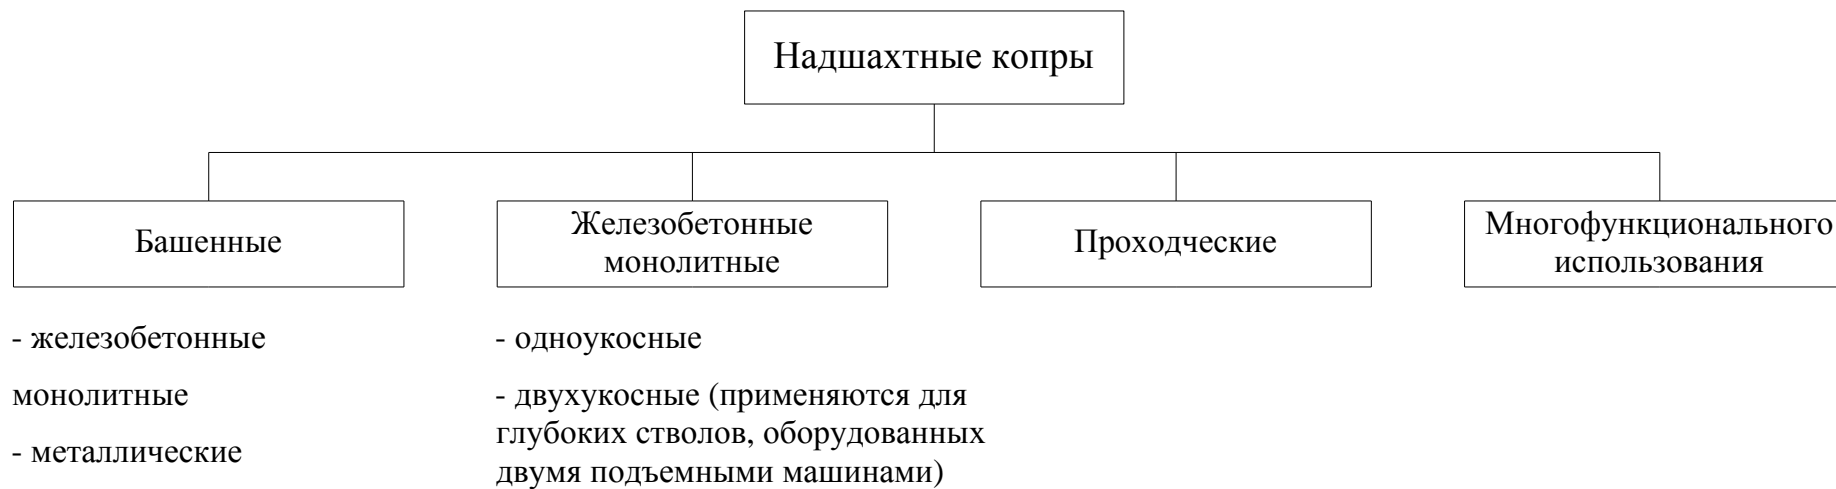 Надшахтные копры
Башенные
Железобетонные
монолитные
Проходческие
Многофункционального
использования
- железобетонные
монолитные
- металлические
- одноукосные
- двухукосные (применяются для
глубоких стволов, оборудованных
двумя подъемными машинами)